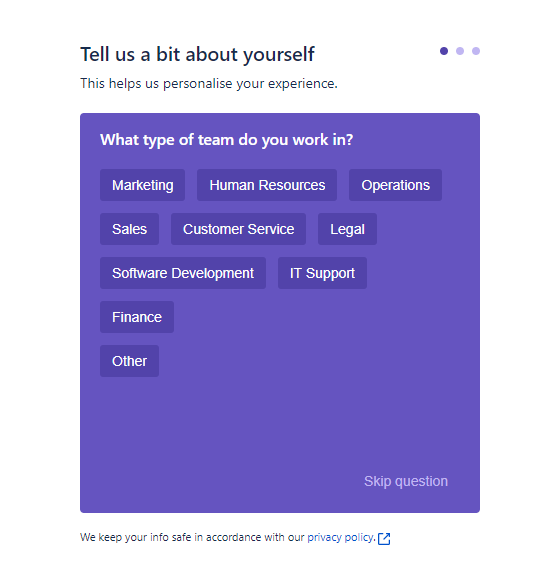 Tell us a bit about yourself
This helps us personalise your experience.
What type of team do you work in?
Marketing Human Resources Operations
Sales Customer Service Legal
Software Development IT Support
Finance
Other
Skip question
We keep your info safe in accordance with our privacy policy.